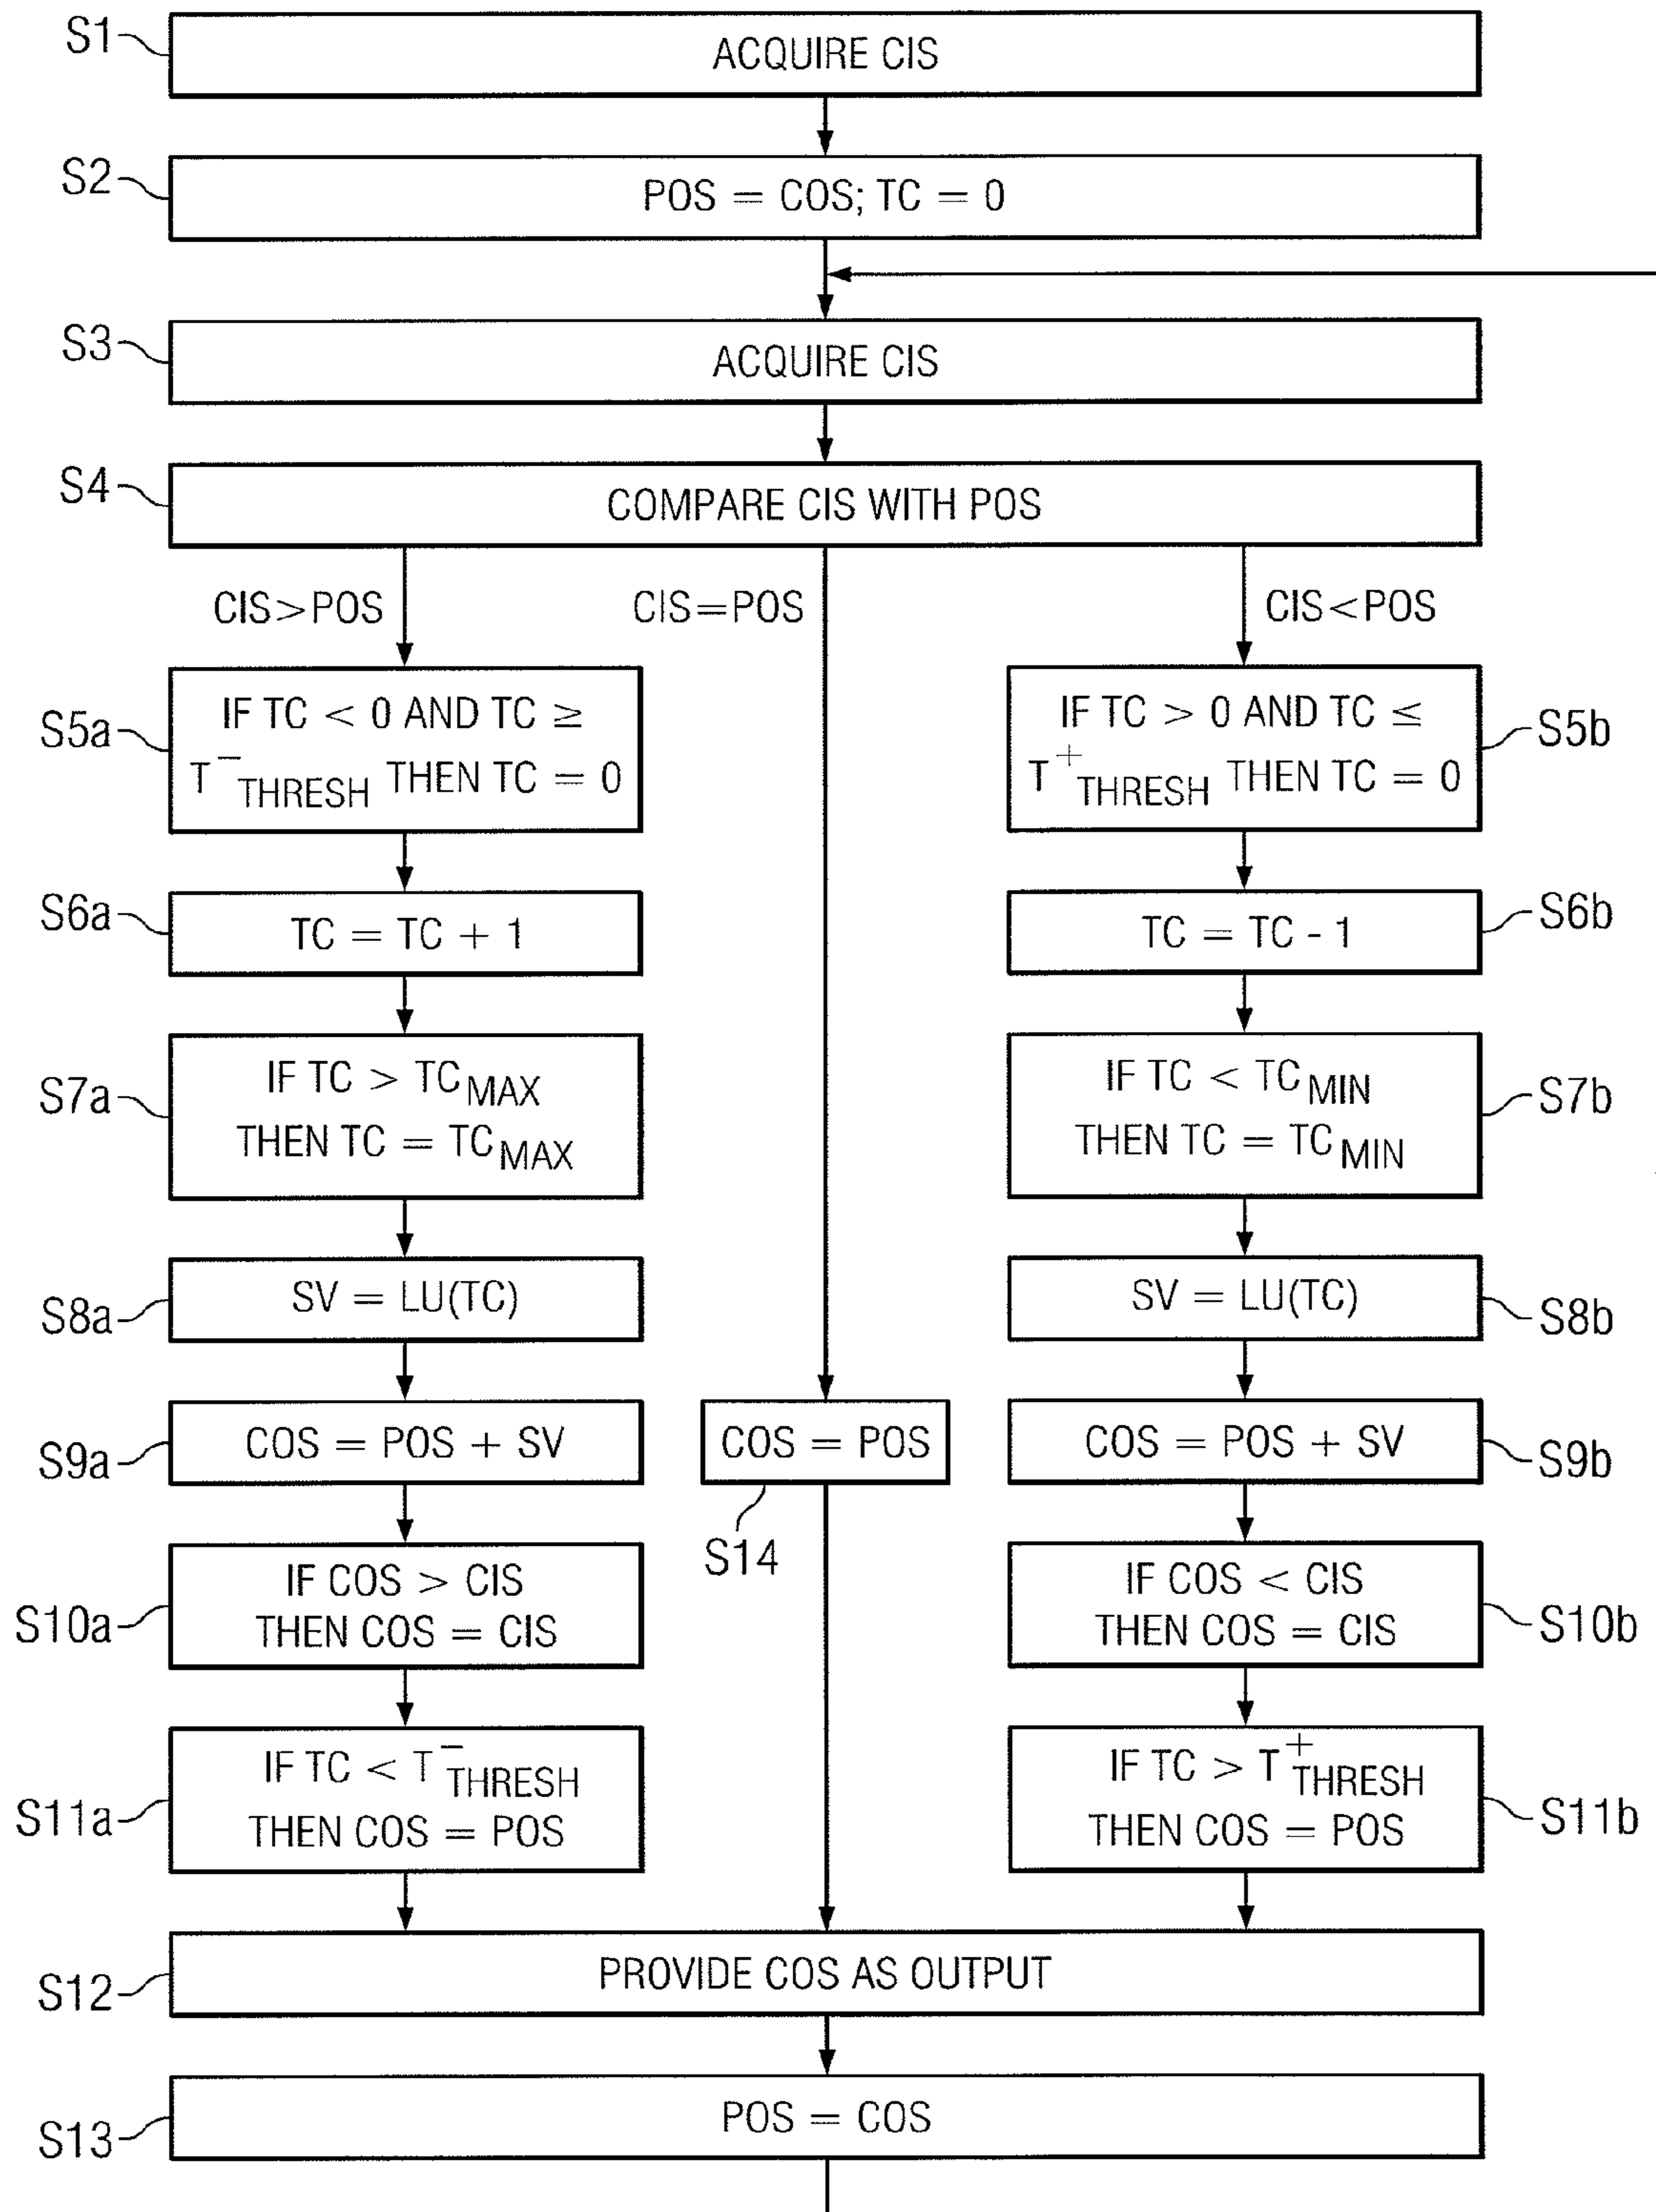 S1
ACQUIRE CIS
S2
POS = COS; TC = 0
S3
ACQUIRE CIS
S4
COMPARE CIS WITH POS
CIS>POS
CIS=POS
CIS<POS
S5a
IF TC < 0 AND TC ≥
T⁻THRESH THEN TC = 0
IF TC > 0 AND TC ≤
T⁺THRESH THEN TC = 0
S5b
S6a
TC = TC + 1
TC = TC - 1
S6b
S7a
IF TC > TCMAX
THEN TC = TCMAX
IF TC < TCMIN
THEN TC = TCMIN
S7b
S8a
SV = LU(TC)
SV = LU(TC)
S8b
S9a
COS = POS + SV
COS = POS
S14
COS = POS + SV
S9b
S10a
IF COS > CIS
THEN COS = CIS
IF COS < CIS
THEN COS = CIS
S10b
S11a
IF TC < T⁻THRESH
THEN COS = POS
IF TC > T⁺THRESH
THEN COS = POS
S11b
S12
PROVIDE COS AS OUTPUT
S13
POS = COS